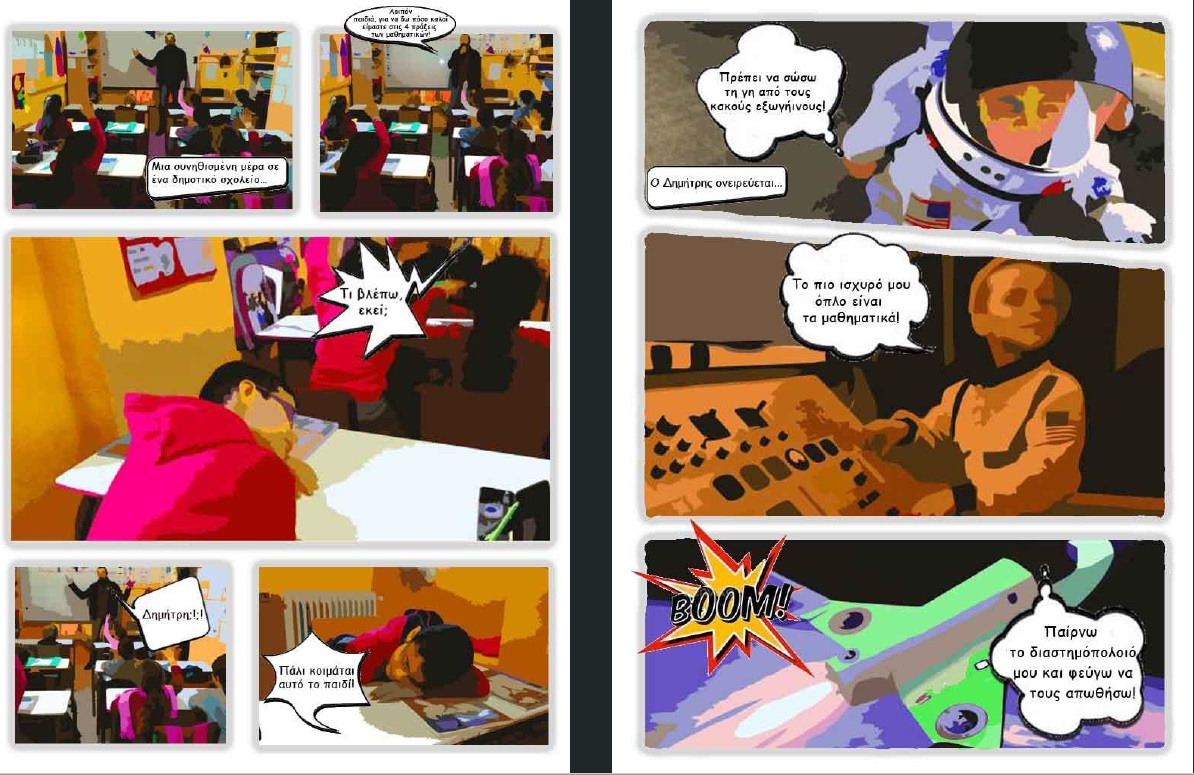 Μια συνηθισμένη μέρα σε
ένα δημοτικό σχολείο...
Λοιπόν
παιδιά, για να δω πόσο καλοί
είμαστε στις 4 πράξεις
των μαθηματικών!
Τι βλέπω,
εκεί;
Δημήτρη;!;!
Πάλι κοιμάται
αυτό το παιδί!
Πρέπει να σώσω
τη γη από τους
κακούς εξωγήινους!
Ο Δημήτρης ονειρεύεται...
Το πιο ισχυρό μου
όπλο είναι
τα μαθηματικά!
BOOM!
Παίρνω
το διαστημόπολοιό
μου και φεύγω να
τους απωθήσω!